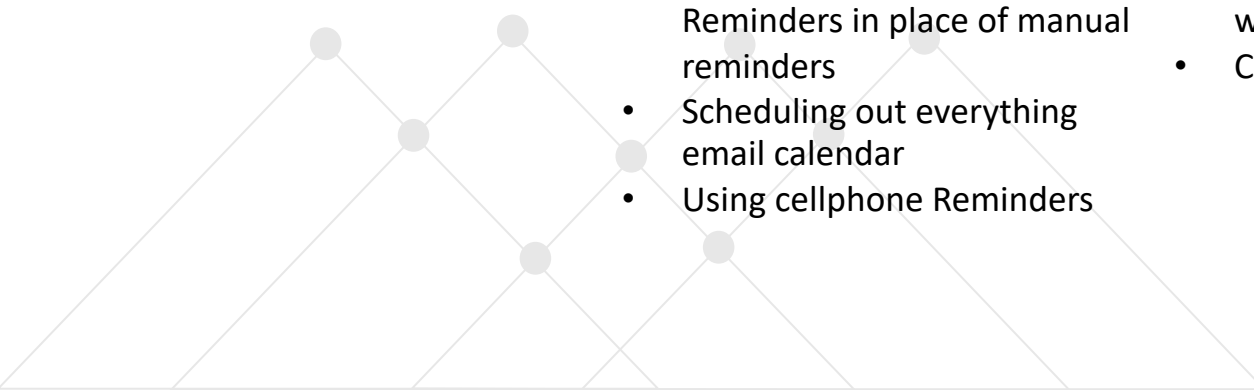 Reminders in place of manual
reminders
• Scheduling out everything
email calendar
• Using cellphone Reminders
•